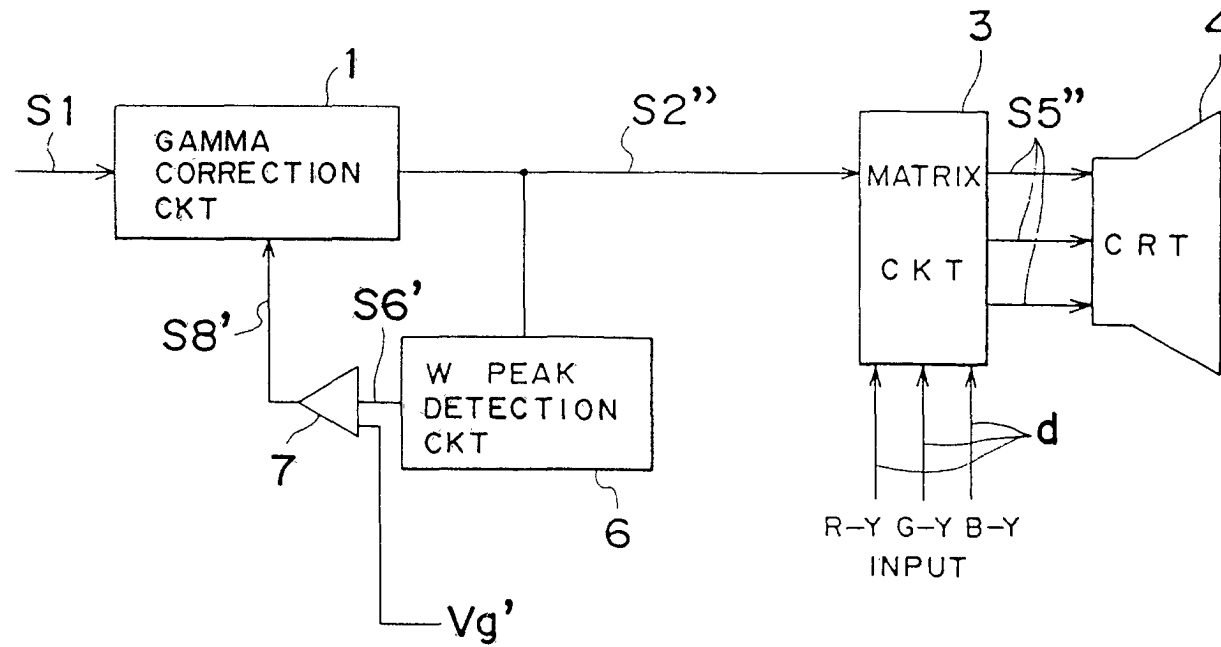 1
3
4
S1
GAMMA
CORRECTION
CKT
S2"
S5"
MATRIX
CKT
CRT
S8'
S6'
W PEAK
DETECTION
CKT
7
6
d
R-Y G-Y B-Y
INPUT
Vg'